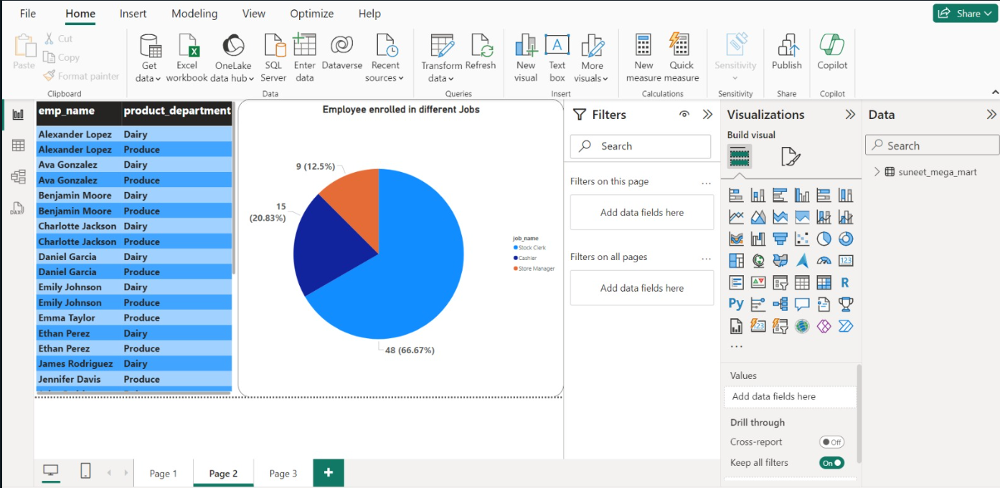 File Home Insert Modeling View Optimize Help Share
Paste
Cut
Copy
Format painter
Clipboard
Get data
Excel workbook
OneLake data hub
SQL Server
Enter data
Dataverse
Recent sources
Data
Transform data
Refresh
Queries
New visual
Text box
More visuals
Insert
New measure
Quick measure
Calculations
Sensitivity
Sensitivity
Publish
Share
Copilot
Copilot
emp_name product_department
Alexander Lopez Dairy
Alexander Lopez Produce
Ava Gonzalez Dairy
Ava Gonzalez Produce
Benjamin Moore Dairy
Benjamin Moore Produce
Charlotte Jackson Dairy
Charlotte Jackson Produce
Daniel Garcia Dairy
Daniel Garcia Produce
Emily Johnson Dairy
Emily Johnson Produce
Emma Taylor Produce
Ethan Perez Dairy
Ethan Perez Produce
James Rodriguez Dairy
Jennifer Davis Produce
Employee enrolled in different Jobs
9 (12.5%)
15
(20.83%)
48 (66.67%)
job_name
Stock Clerk
Cashier
Store Manager
Filters
Search
Filters on this page
Add data fields here
Filters on all pages
Add data fields here
Visualizations
Build visual
123
R
Py
123
Values
Add data fields here
Drill through
Cross-report Off
Keep all filters On
Data
Search
suneet_mega_mart
DAX
A
X
Page 1 Page 2 Page 3 +